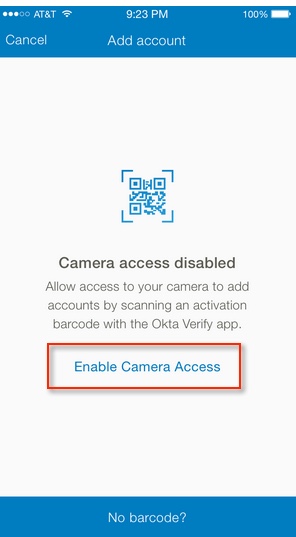 AT&T 9:23 PM 100%
Cancel Add account
Camera access disabled
Allow access to your camera to add
accounts by scanning an activation
barcode with the Okta Verify app.
Enable Camera Access
No barcode?